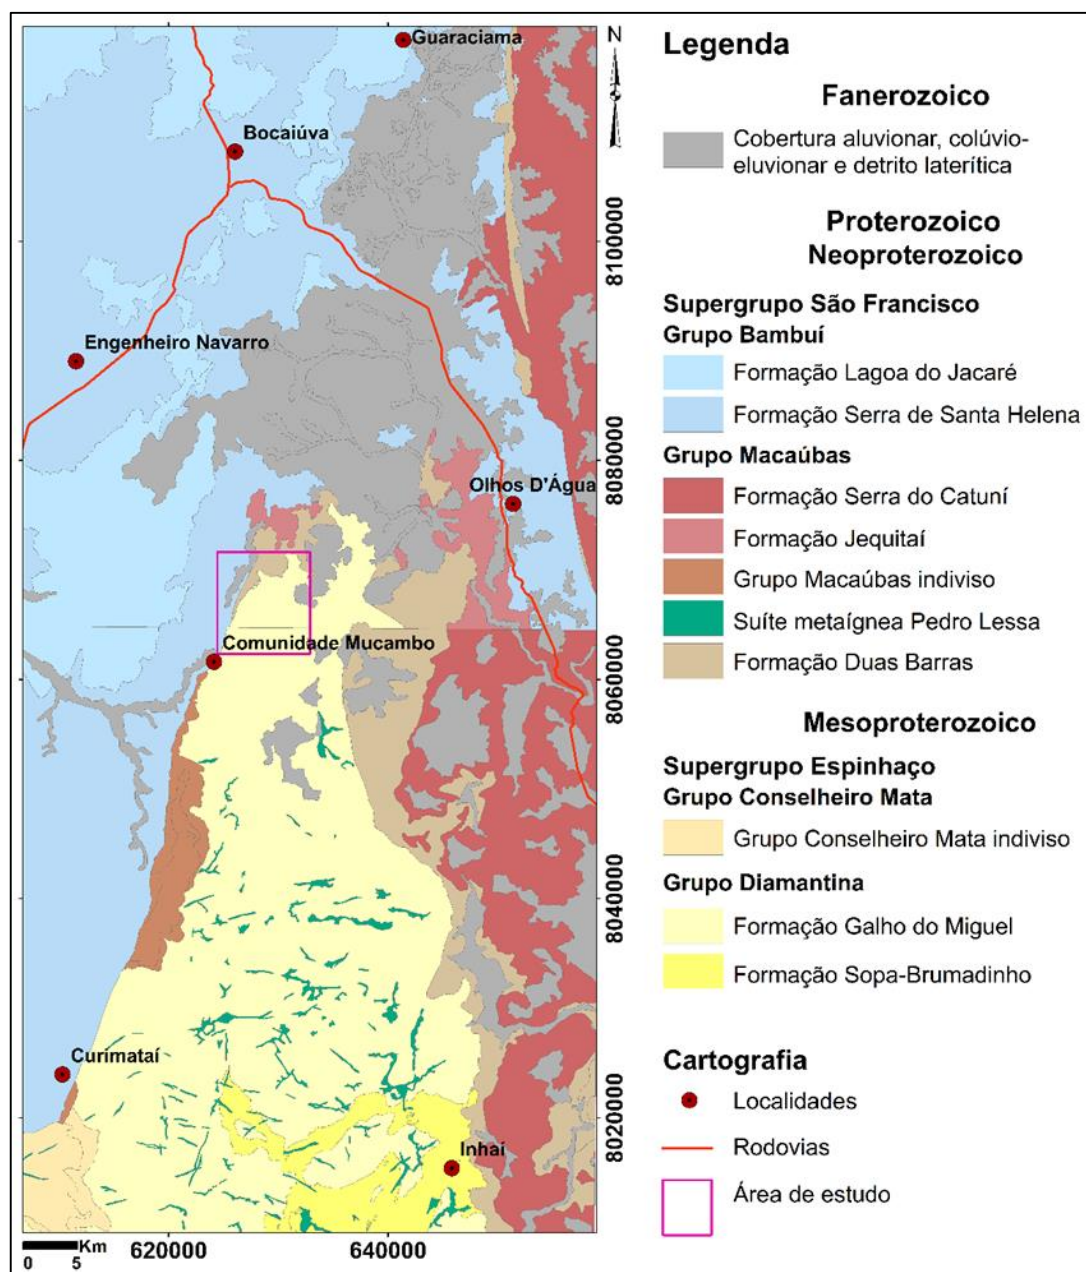 Guaraciama
N
Bocaiúva
Engenheiro Navarro
Olhos D'Água
Comunidade Mucambo
Curimataí
Inhaí
8100000
8080000
8060000
8040000
8020000
Km
0 5
620000
640000
Legenda
Fanerozoico
Cobertura aluvionar, colúvio-
eluvionar e detrito laterítica
Proterozoico
Neoproterozoico
Supergrupo São Francisco
Grupo Bambuí
Formação Lagoa do Jacaré
Formação Serra de Santa Helena
Grupo Macaúbas
Formação Serra do Catuní
Formação Jequitaí
Grupo Macaúbas indiviso
Suíte metaígnea Pedro Lessa
Formação Duas Barras
Mesoproterozoico
Supergrupo Espinhaço
Grupo Conselheiro Mata
Grupo Conselheiro Mata indiviso
Grupo Diamantina
Formação Galho do Miguel
Formação Sopa-Brumadinho
Cartografia
Localidades
Rodovias
Área de estudo